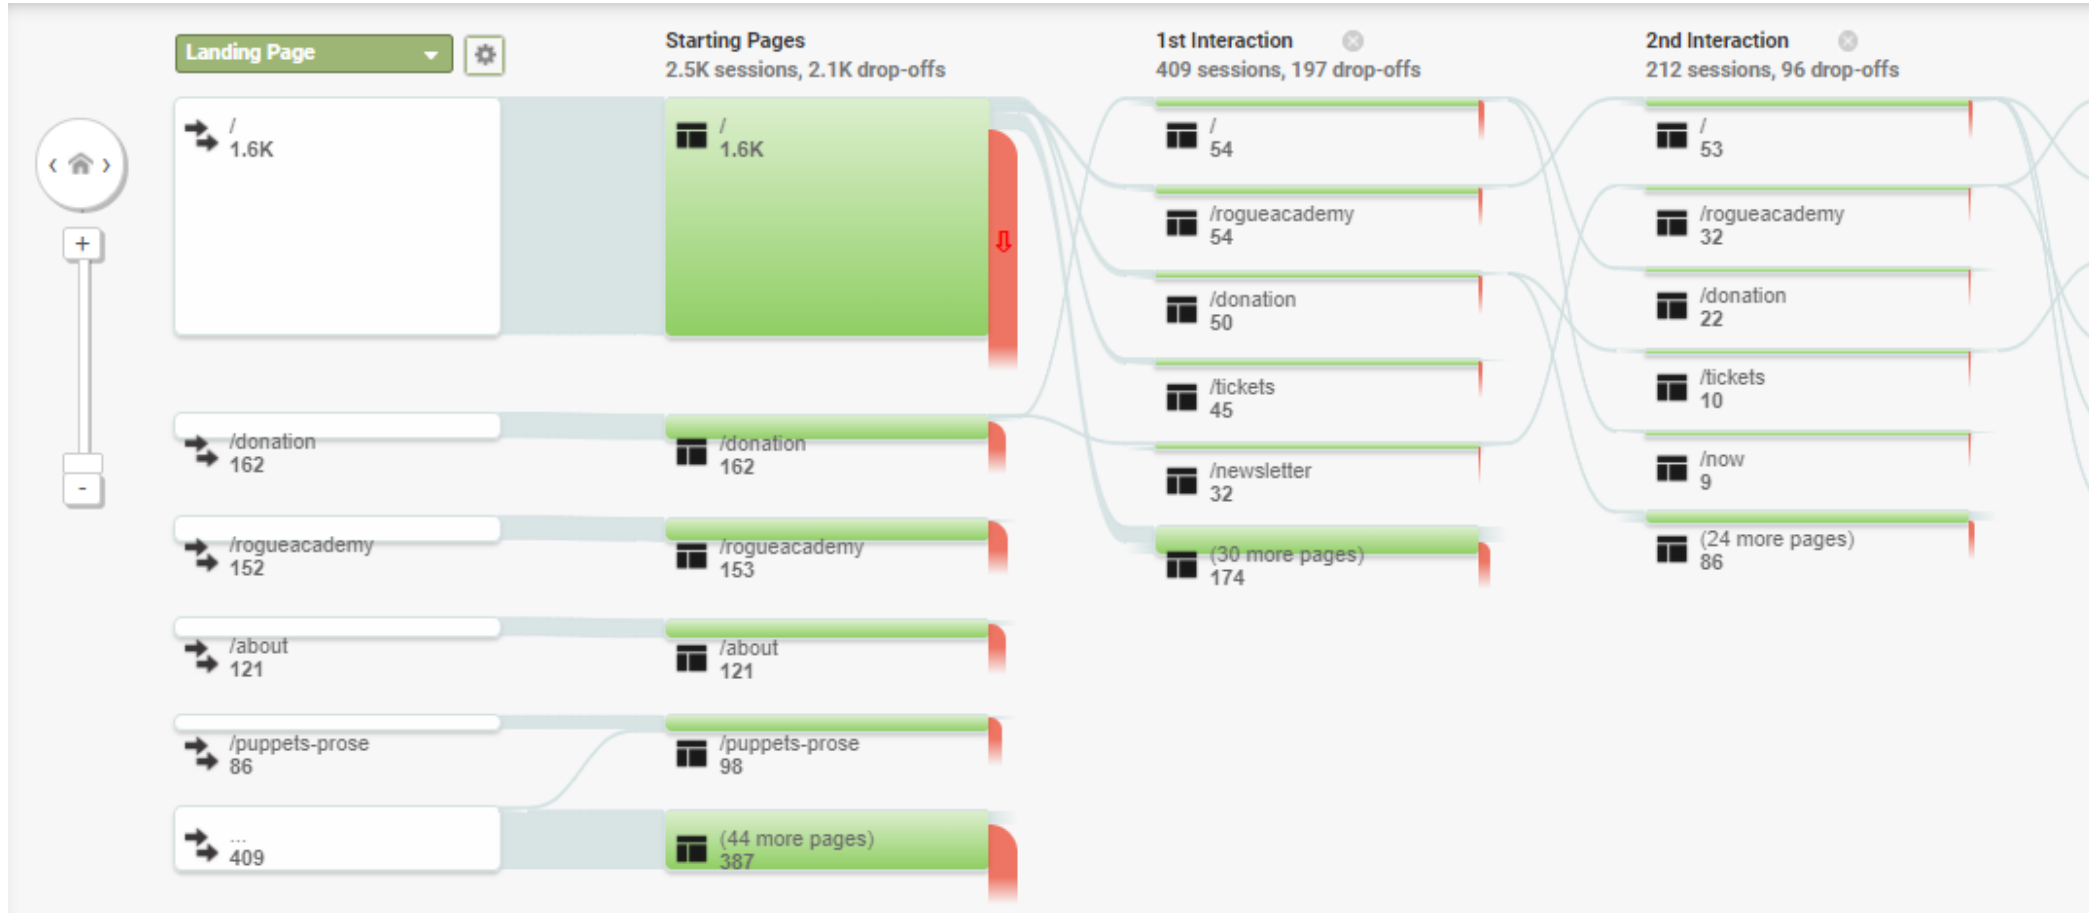 Landing Page
Starting Pages
2.5K sessions, 2.1K drop-offs
1st Interaction
409 sessions, 197 drop-offs
2nd Interaction
212 sessions, 96 drop-offs
/
1.6K
/donation
162
/rogueacademy
152
/about
121
/puppets-prose
86
...
409
/
1.6K
/donation
162
/rogueacademy
153
/about
121
/puppets-prose
98
(44 more pages)
387
/
54
/rogueacademy
54
/donation
50
/tickets
45
/newsletter
32
(30 more pages)
174
/
53
/rogueacademy
32
/donation
22
/tickets
10
/now
9
(24 more pages)
86
+
-